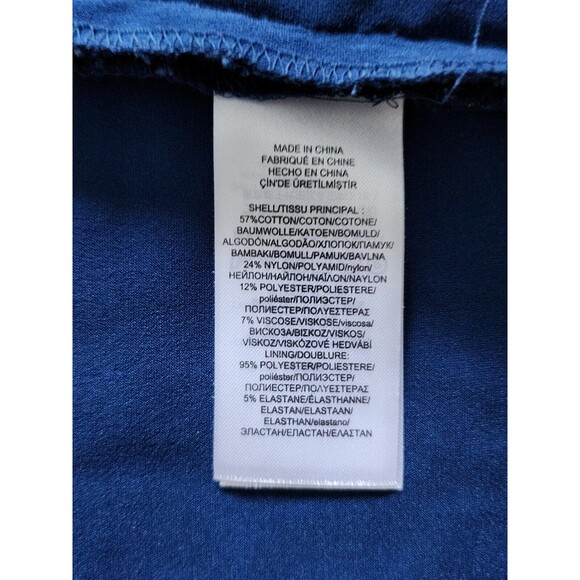 MADE IN CHINA
FABRIQUÉ EN CHINE
HECHO EN CHINA
ÇİN'DE ÜRETİLMİŞTİR
SHELL/TISSU PRINCIPAL :
57%COTTON/COTON/COTONE/
BAUMWOLLE/KATOEN/BOMULD/
ALGODÓN/ALGODÃO/ХЛОПОК/ПАМУК/
BAMBAKI/BOMULL/PAMUK/BAVLNA
24% NYLON/POLYAMID/nylon/
НЕЙЛОН/НАЙЛОН/ΝΑΪΛΟΝ/NAYLON
12% POLYESTER/POLIESTERE/
poliéster/ПОЛИЭСТЕР/
ПОЛИЕСТЕР/ΠΟΛΥΕΣΤΕΡΑΣ
7% VISCOSE/VISKOSE/viscosa/
ВИСКОЗА/ΒΙΣΚΟΖ/VISKOS/
VİSKOZ/VISKÓZOVÉ HEDVÁBÍ
LINING/DOUBLURE:
95% POLYESTER/POLIESTERE/
poliéster/ПОЛИЭСТЕР/
ПОЛИЕСТЕР/ΠΟΛΥΕΣΤΕΡΑΣ
5% ELASTANE/ÉLASTHANNE/
ELASTAN/ELASTAAN/
ELASTHAN/elastano/
ЭЛАСТАН/ЕЛАСТАН/ΕΛΑΣΤΑΝ